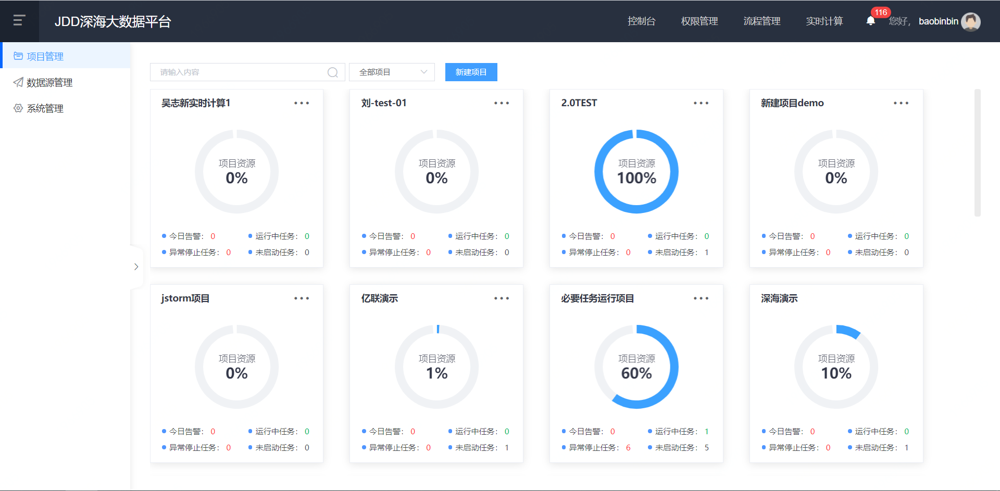 JDD深海大数据平台
控制台
权限管理
流程管理
实时计算
116
您好,
baobinbin
项目管理
数据源管理
系统管理
请输入内容
全部项目
新建项目
吴志新实时计算1
项目资源
0%
今日告警： 0
运行中任务： 0
异常停止任务： 0
未启动任务： 0
刘-test-01
项目资源
0%
今日告警： 0
运行中任务： 0
异常停止任务： 0
未启动任务： 0
2.0TEST
项目资源
100%
今日告警： 0
运行中任务： 0
异常停止任务： 0
未启动任务： 1
新建项目demo
项目资源
0%
今日告警： 0
运行中任务： 0
异常停止任务： 0
未启动任务： 0
jstorm项目
项目资源
0%
今日告警： 0
运行中任务： 0
异常停止任务： 0
未启动任务： 0
亿联演示
项目资源
1%
今日告警： 0
运行中任务： 0
异常停止任务： 0
未启动任务： 1
必要任务运行项目
项目资源
60%
今日告警： 0
运行中任务： 1
异常停止任务： 6
未启动任务： 5
深海演示
项目资源
10%
今日告警： 0
运行中任务： 0
异常停止任务： 0
未启动任务： 1